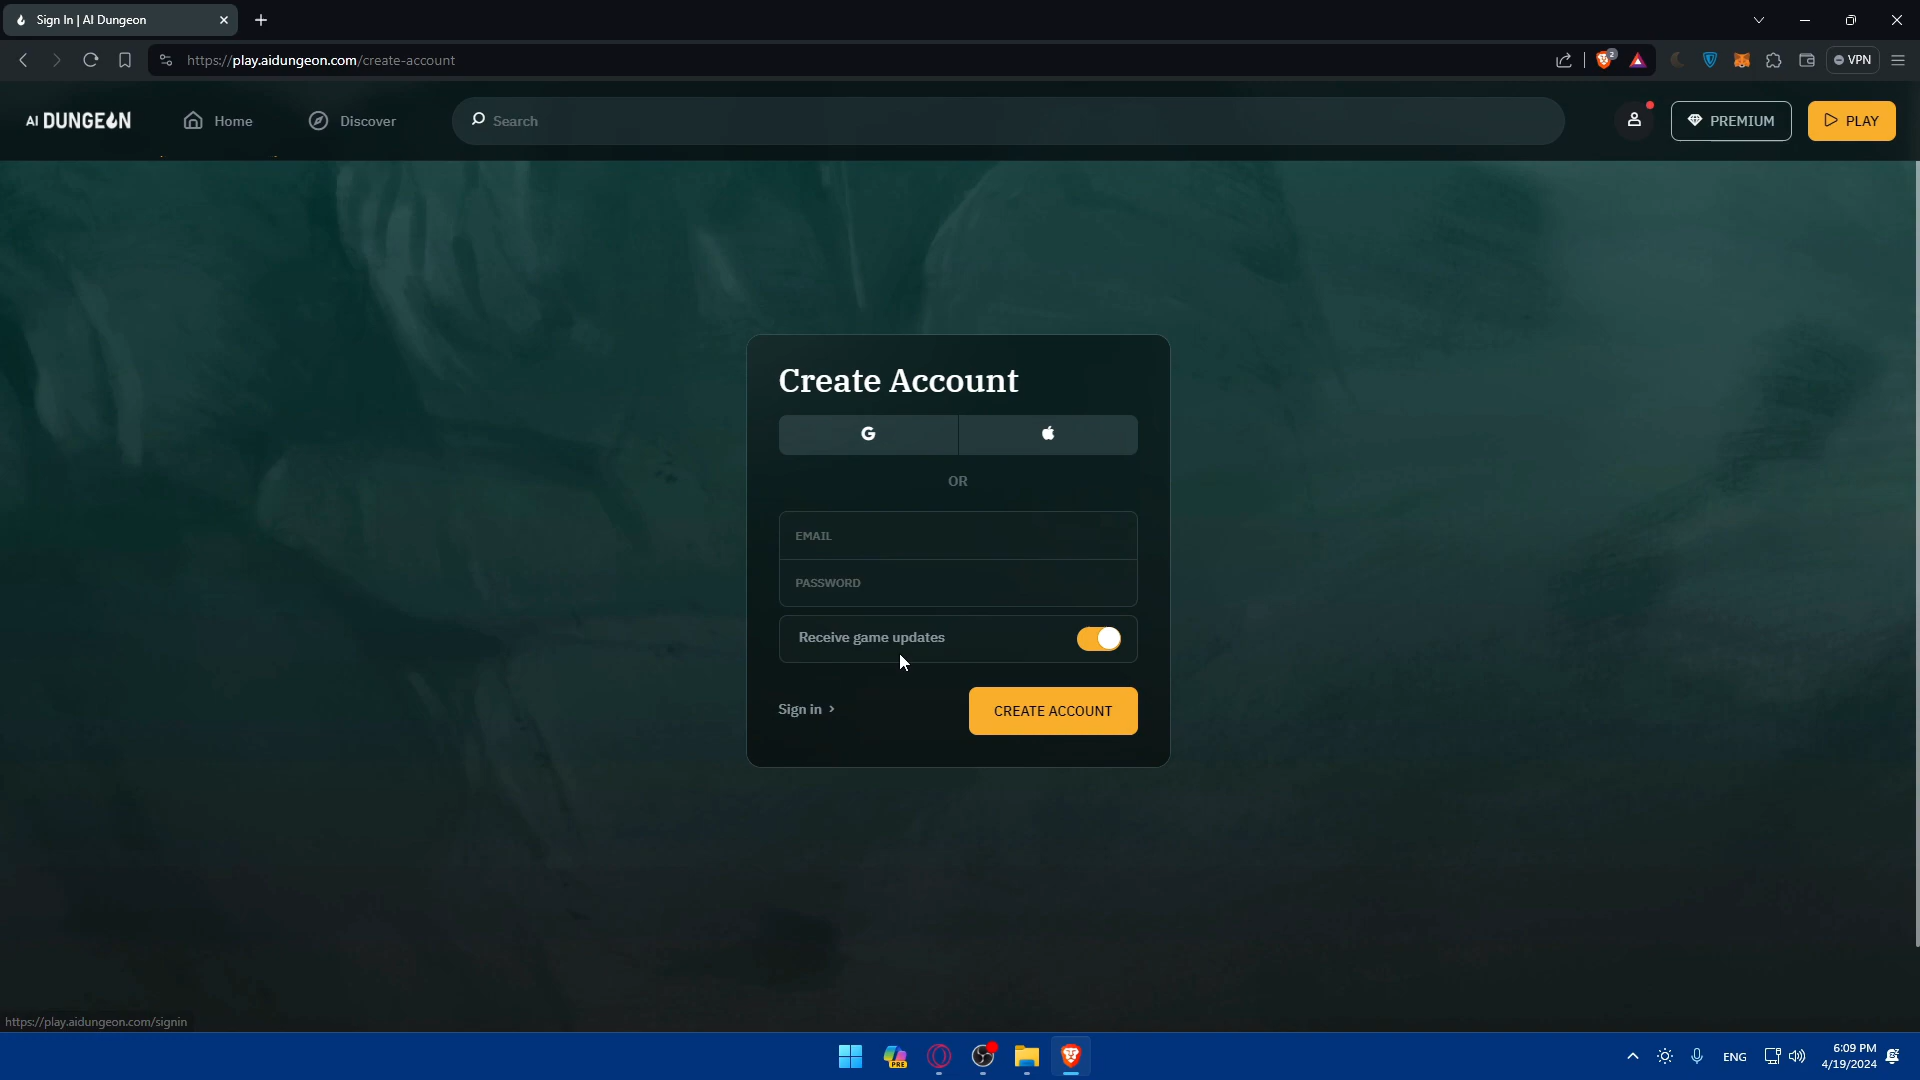 Sign In | AI Dungeon
https://play.aidungeon.com/create-account
2
VPN
AI DUNGEON
Home
Discover
Search
PREMIUM
PLAY
Create Account
G
OR
EMAIL
PASSWORD
Receive game updates
Sign in >
CREATE ACCOUNT
https://play.aidungeon.com/signin
PRE
ENG
6:09 PM
4/19/2024